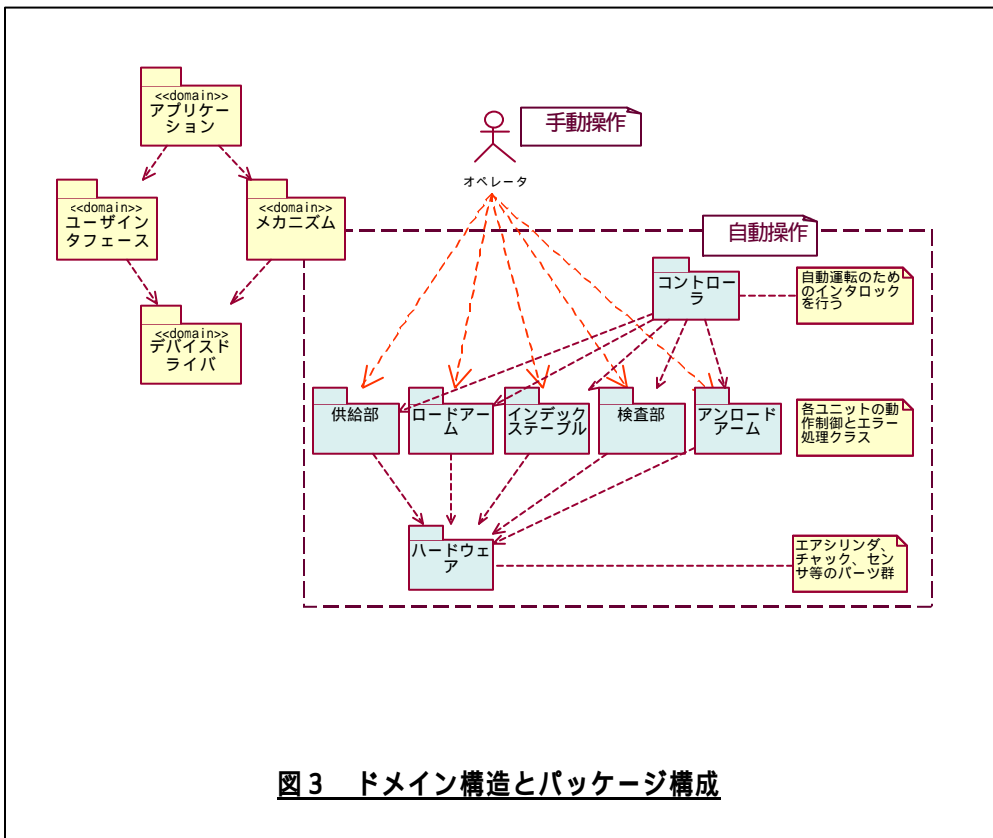 <<domain>>
アプリケー
ション
<<domain>>
ユーザイン
タフェース
<<domain>>
メカニズム
<<domain>>
デバイスド
ライバ
手動操作
オペレータ
自動操作
コントロー
ラ
自動運転のため
のインタロック
を行う
供給部
ロードアー
ム
インデック
ステーブル
検査部
アンロード
アーム
各ユニットの動
作制御とエラー
処理クラス
ハードウェ
ア
エアシリンダ、
チャック、セン
サ等のパーツ群
図3 ドメイン構造とパッケージ構成